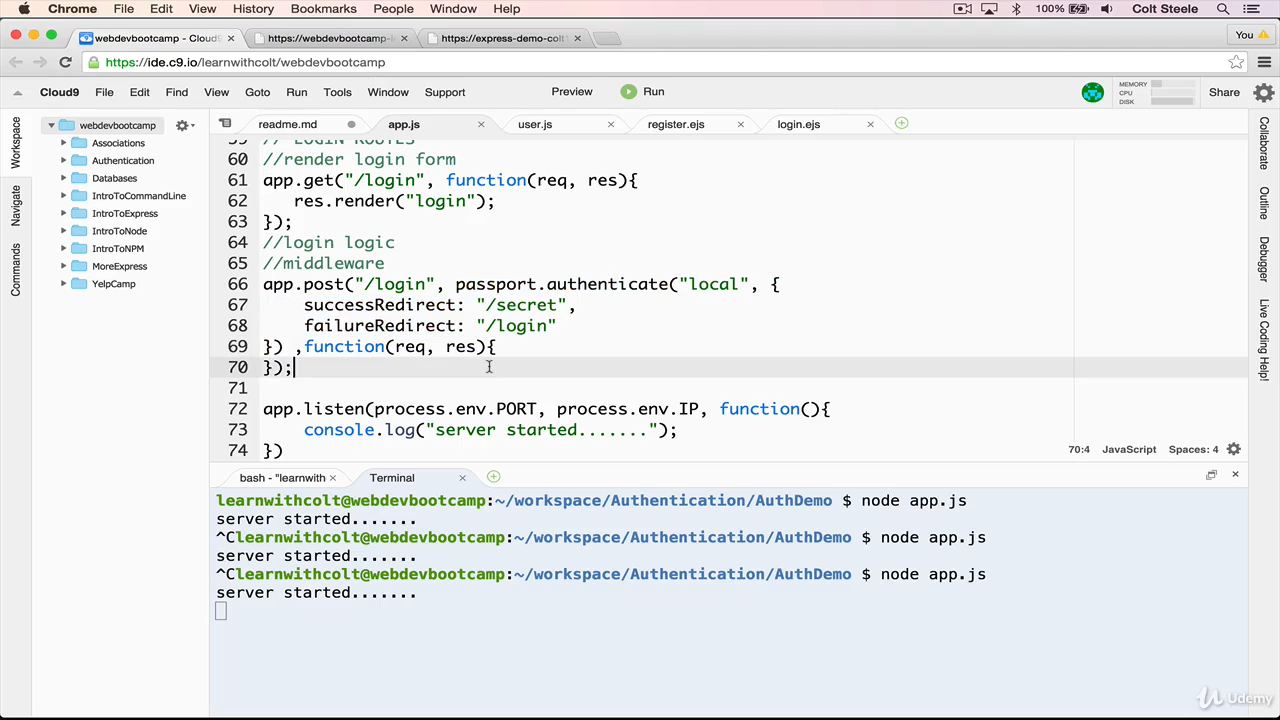 Chrome File Edit View History Bookmarks People Window Help 100% Colt Steele
webdevbootcamp - Cloud9 https://webdevbootcamp-l https://express-demo-colt You
https://ide.c9.io/learnwithcolt/webdevbootcamp
Cloud9 File Edit Find View Goto Run Tools Window Support Preview Run MEMORY CPU DISK Share
Workspace
Navigate
Commands
webdevbootcamp
Associations
Authentication
Databases
IntroToCommandLine
IntroToExpress
IntroToNode
IntroToNPM
MoreExpress
YelpCamp
readme.md app.js user.js register.ejs login.ejs
59 // LOGIN ROUTES
60 //render login form
61 app.get("/login", function(req, res){
62 res.render("login");
63 });
64 //login logic
65 //middleware
66 app.post("/login", passport.authenticate("local", {
67 successRedirect: "/secret",
68 failureRedirect: "/login"
69 }) ,function(req, res){
70 });
71
72 app.listen(process.env.PORT, process.env.IP, function(){
73 console.log("server started.......");
74 })
70:4 JavaScript Spaces: 4
Collaborate
Outline
Debugger
Live Coding Help!
bash - "learnwith Terminal
learnwithcolt@webdevbootcamp:~/workspace/Authentication/AuthDemo $ node app.js
server started.......
^Clearnwithcolt@webdevbootcamp:~/workspace/Authentication/AuthDemo $ node app.js
server started.......
^Clearnwithcolt@webdevbootcamp:~/workspace/Authentication/AuthDemo $ node app.js
server started.......
Udemy